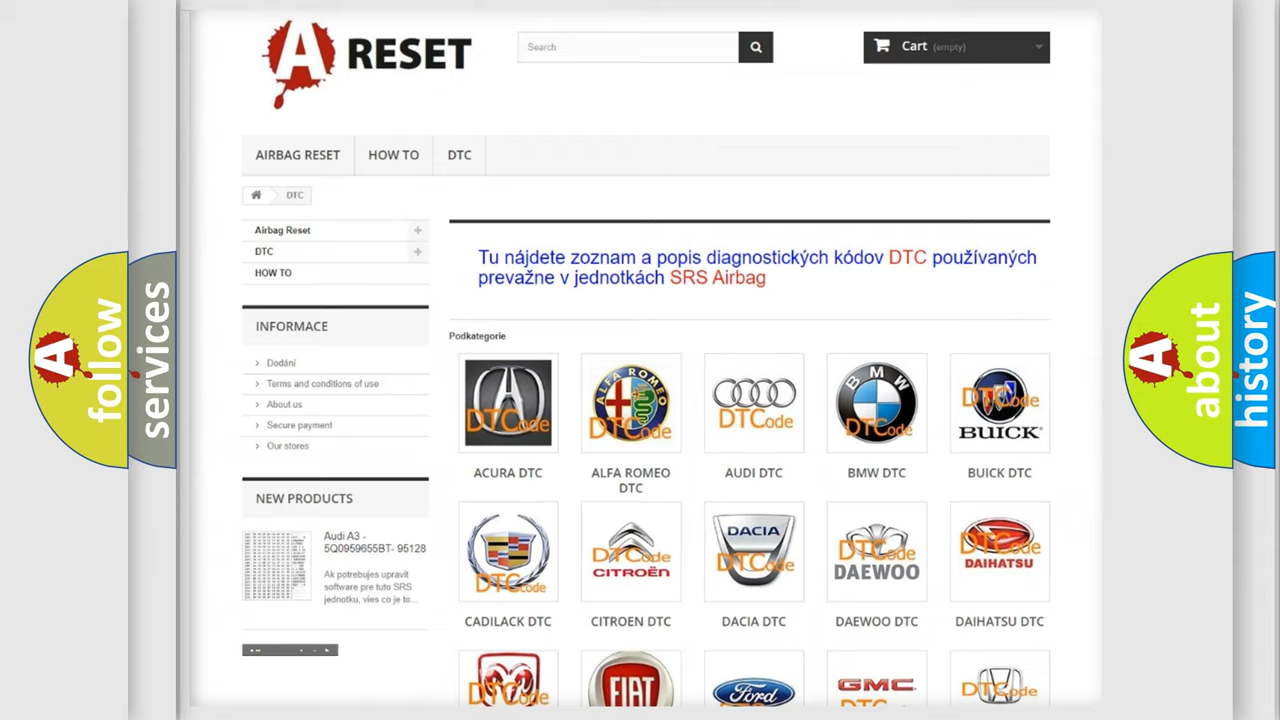 A RESET
Search
Cart (empty)
AIRBAG RESET
HOW TO
DTC
DTC
Airbag Reset
DTC
HOW TO
Tu nájdete zoznam a popis diagnostických kódov DTC používaných
prevažne v jednotkách SRS Airbag
INFORMACE
Dodání
Terms and conditions of use
About us
Secure payment
Our stores
NEW PRODUCTS
Audi A3 -
5Q0959655BT- 95128
Ak potrebujes upravit
software pre tuto SRS
jednotku, vies co je to...
Podkategorie
DTCode
ALFA ROMEO
DTCode
DTCode
BMW
DTCode
DTCode
BUICK
ACURA DTC
ALFA ROMEO
DTC
AUDI DTC
BMW DTC
BUICK DTC
DTCode
DTCode
CITROËN
DACIA
DTCode
DTCode
DAEWOO
DTCode
DAIHATSU
CADILACK DTC
CITROEN DTC
DACIA DTC
DAEWOO DTC
DAIHATSU DTC
DTCode
FIAT
Ford
GMC
DTCode
A follow
services
A about
history